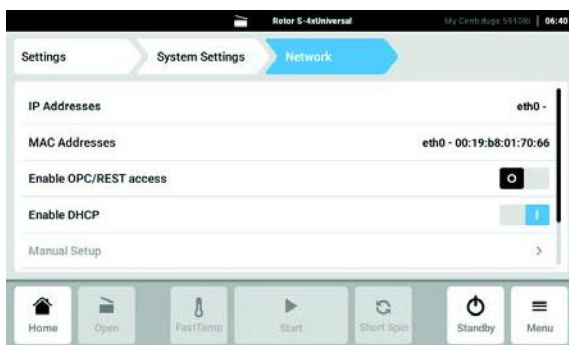 Rotor S-4xUniversal My Centrifuge 5910Ri | 06:40
Settings System Settings Network
IP Addresses eth0 -
MAC Addresses eth0 - 00:19:b8:01:70:66
Enable OPC/REST access
Enable DHCP
Manual Setup
Home Open FastTemp Start Short Spin Standby Menu